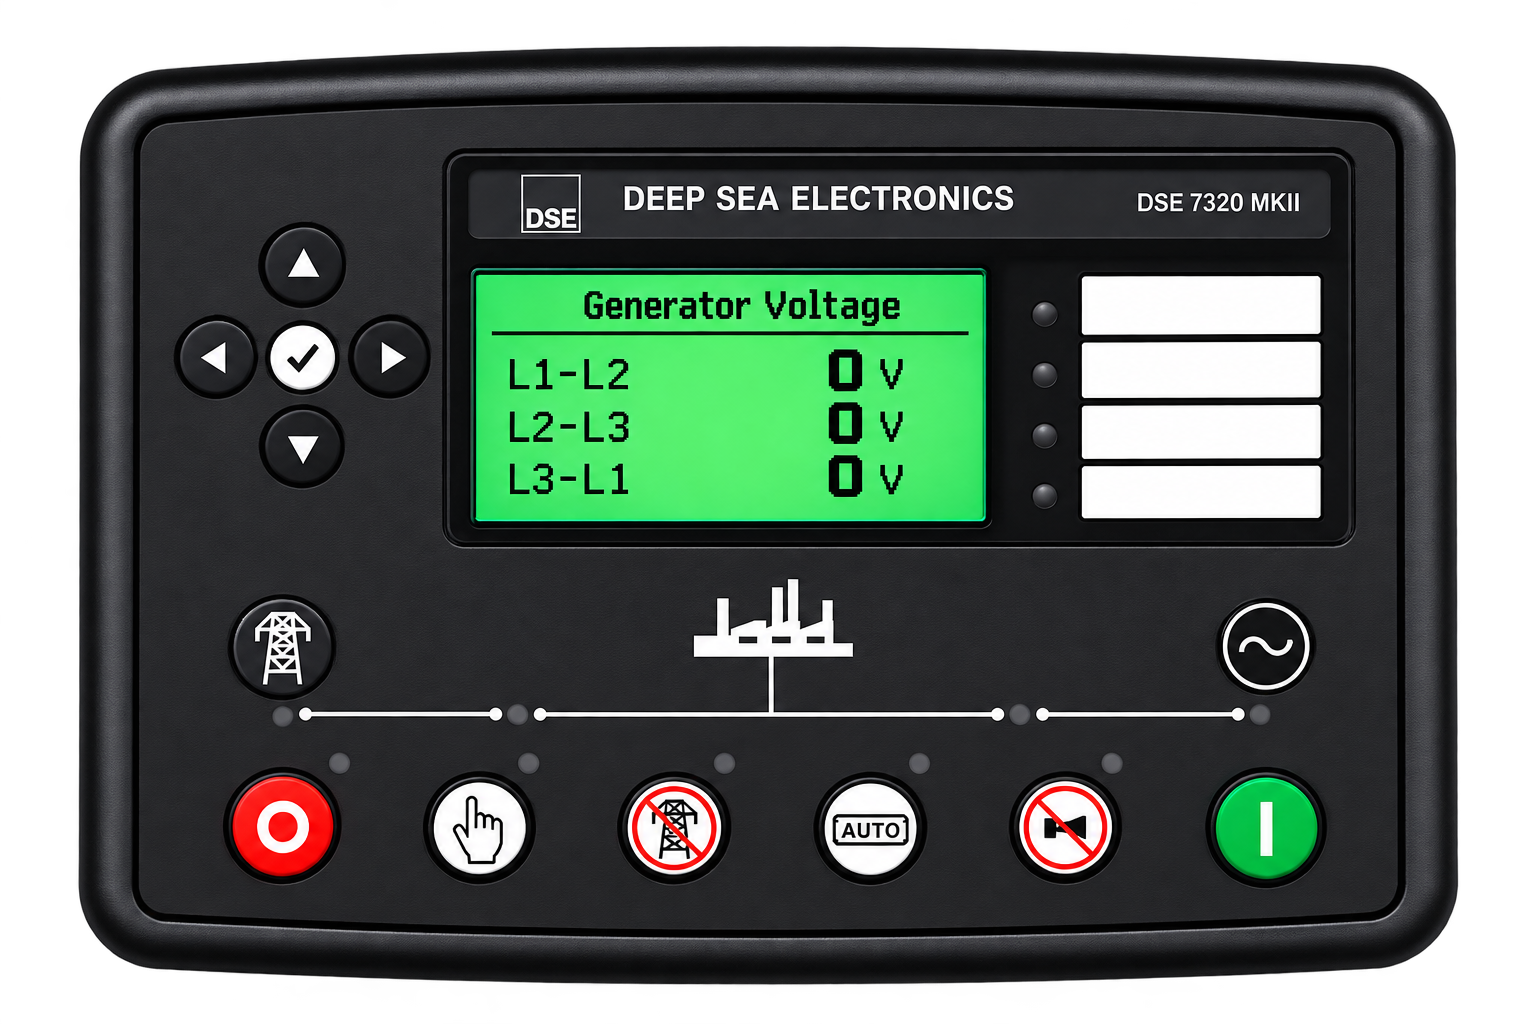 DSE
DEEP SEA ELECTRONICS
DSE 7320 MKII
Generator Voltage
L1-L2 0 V
L2-L3 0 V
L3-L1 0 V
AUTO